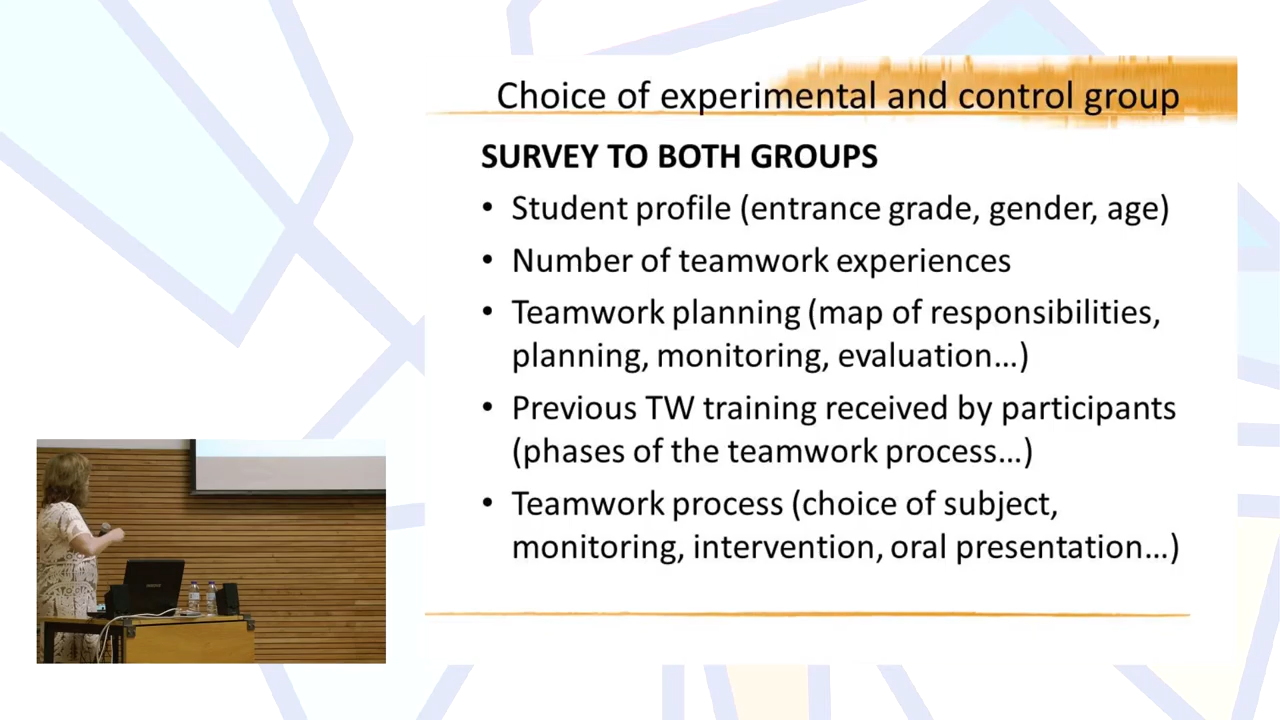 Choice of experimental and control group
SURVEY TO BOTH GROUPS
• Student profile (entrance grade, gender, age)
• Number of teamwork experiences
• Teamwork planning (map of responsibilities,
planning, monitoring, evaluation...)
• Previous TW training received by participants
(phases of the teamwork process...)
• Teamwork process (choice of subject,
monitoring, intervention, oral presentation...)